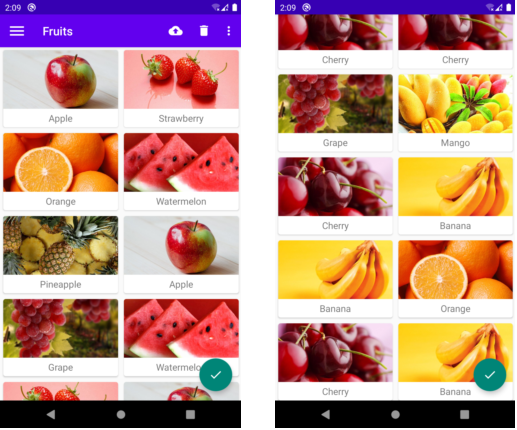 2:09
Fruits
Apple
Strawberry
Orange
Watermelon
Pineapple
Apple
Grape
Watermelon
2:09
Cherry
Cherry
Grape
Mango
Cherry
Banana
Banana
Orange
Cherry
Banana